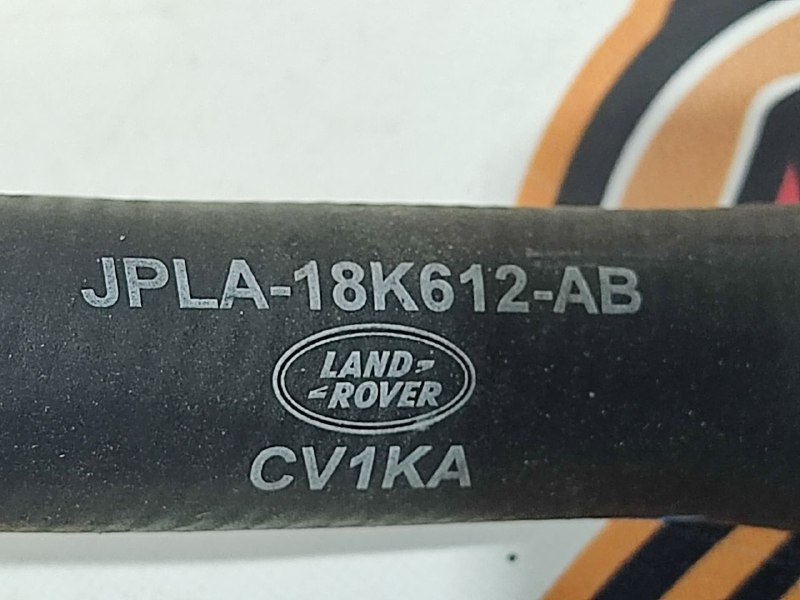 JPLA-18K612-AB
LAND-
-ROVER
CV1KA